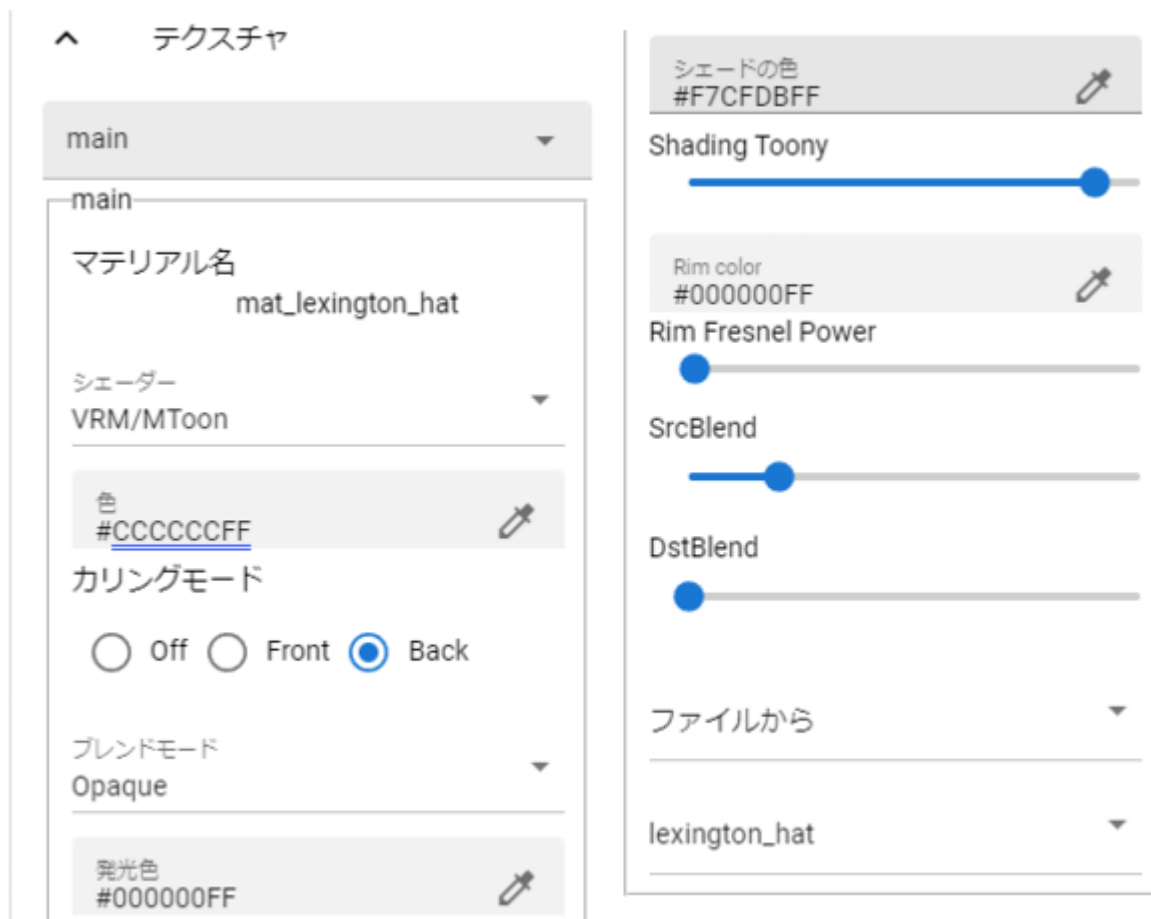 テクスチャ
main
main
マテリアル名
mat_lexington_hat
シェーダー
VRM/MToon
色
#CCCCCCFF
カリングモード
Off Front Back
ブレンドモード
Opaque
発光色
#000000FF
シェードの色
#F7CFDBFF
Shading Toony
Rim color
#000000FF
Rim Fresnel Power
SrcBlend
DstBlend
ファイルから
lexington_hat